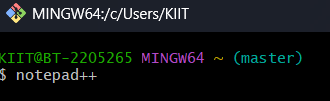 MINGW64:/c/Users/KIIT
KIIT@BT-2205265 MINGW64 ~ (master)
$ notepad++